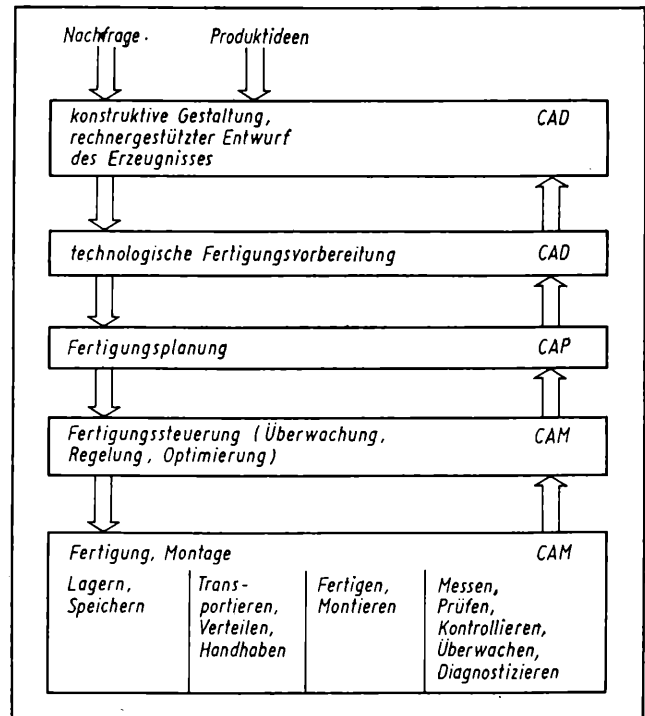 Nachfrage. Produktideen
konstruktive Gestaltung, CAD
rechnergestützter Entwurf
des Erzeugnisses
technologische Fertigungsvorbereitung CAD
Fertigungsplanung CAP
Fertigungssteuerung (Überwachung, CAM
Regelung, Optimierung)
Fertigung, Montage CAM
Lagern,
Speichern
Trans-
portieren,
Verteilen,
Handhaben
Fertigen,
Montieren
Messen,
Prüfen,
Kontrollieren,
Überwachen,
Diagnostizieren